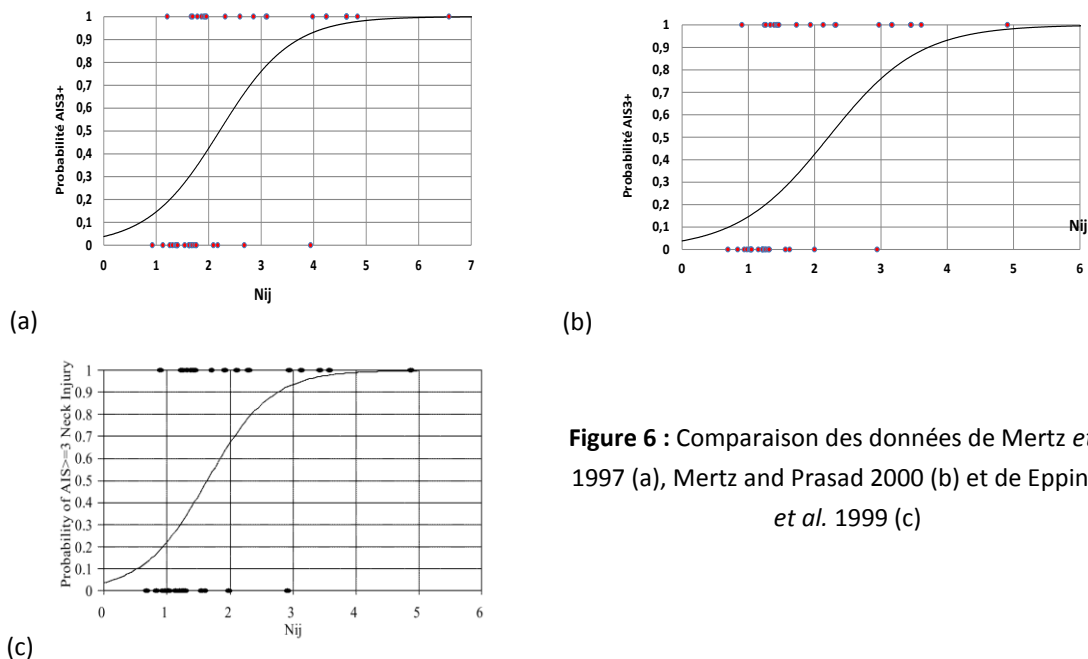 Probabilité AIS3+
1
0,9
0,8
0,7
0,6
0,5
0,4
0,3
0,2
0,1
0
0 1 2 3 4 5 6 7
Nij
(a)
Probabilité AIS3+
1
0,9
0,8
0,7
0,6
0,5
0,4
0,3
0,2
0,1
0
Nij
0 1 2 3 4 5 6
(b)
Probability of AIS>=3 Neck Injury
1
0.9
0.8
0.7
0.6
0.5
0.4
0.3
0.2
0.1
0
0 1 2 3 4 5 6
Nij
(c)
Figure 6 : Comparaison des données de Mertz et
1997 (a), Mertz and Prasad 2000 (b) et de Eppin
et al. 1999 (c)